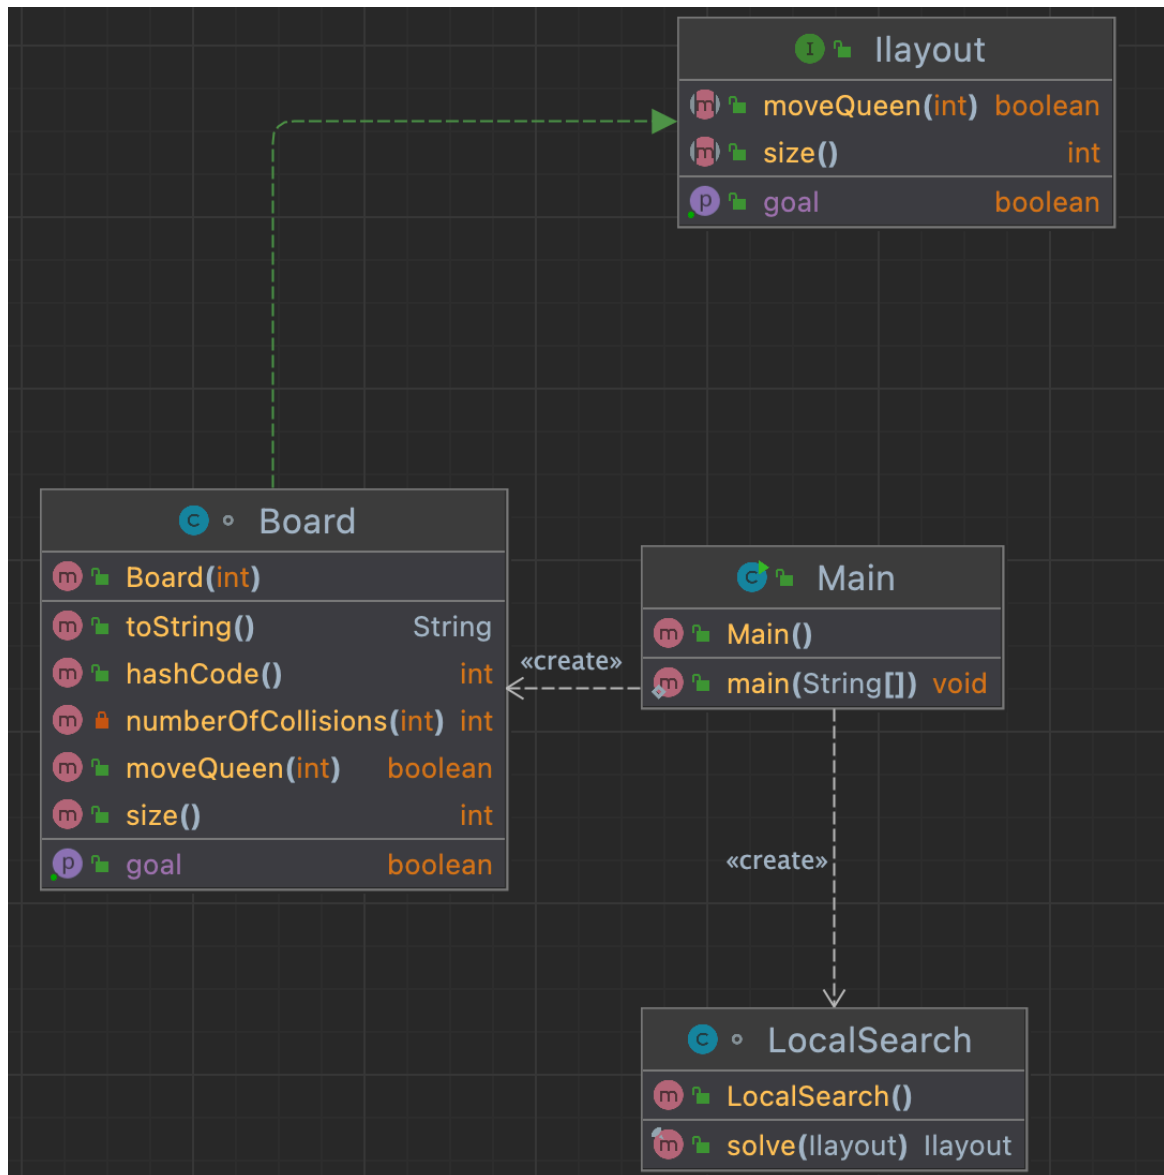 Ilayout
moveQueen(int) boolean
size() int
goal boolean
Board
Board(int)
toString() String
hashCode() int
numberOfCollisions(int) int
moveQueen(int) boolean
size() int
goal boolean
«create»
Main
Main()
main(String[]) void
«create»
LocalSearch
LocalSearch()
solve(Ilayout) Ilayout